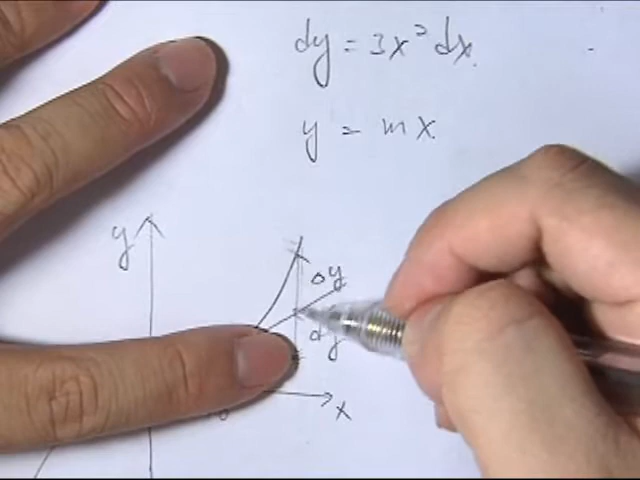 dy = 3x² dx.
y = mx
y
Δy
dy
x